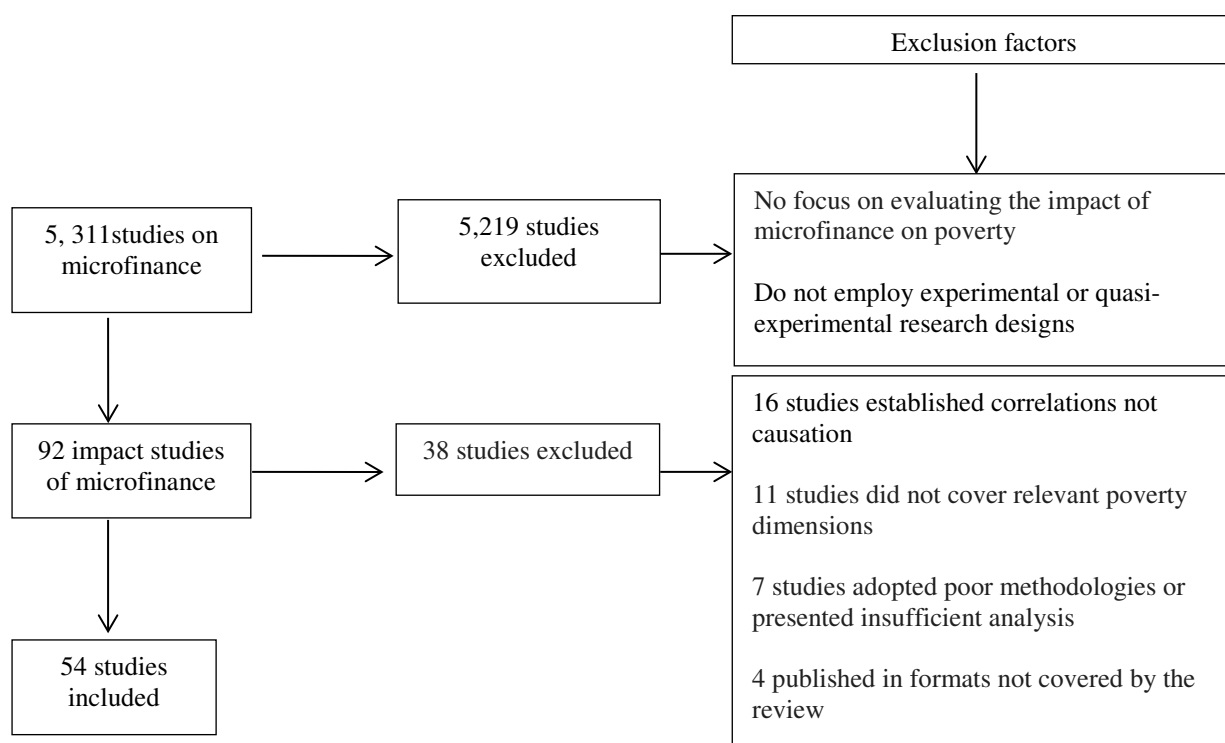 Exclusion factors
5, 311studies on
microfinance
5,219 studies
excluded
No focus on evaluating the impact of
microfinance on poverty
Do not employ experimental or quasi-
experimental research designs
92 impact studies
of microfinance
38 studies excluded
16 studies established correlations not
causation
11 studies did not cover relevant poverty
dimensions
7 studies adopted poor methodologies or
presented insufficient analysis
4 published in formats not covered by the
review
54 studies
included